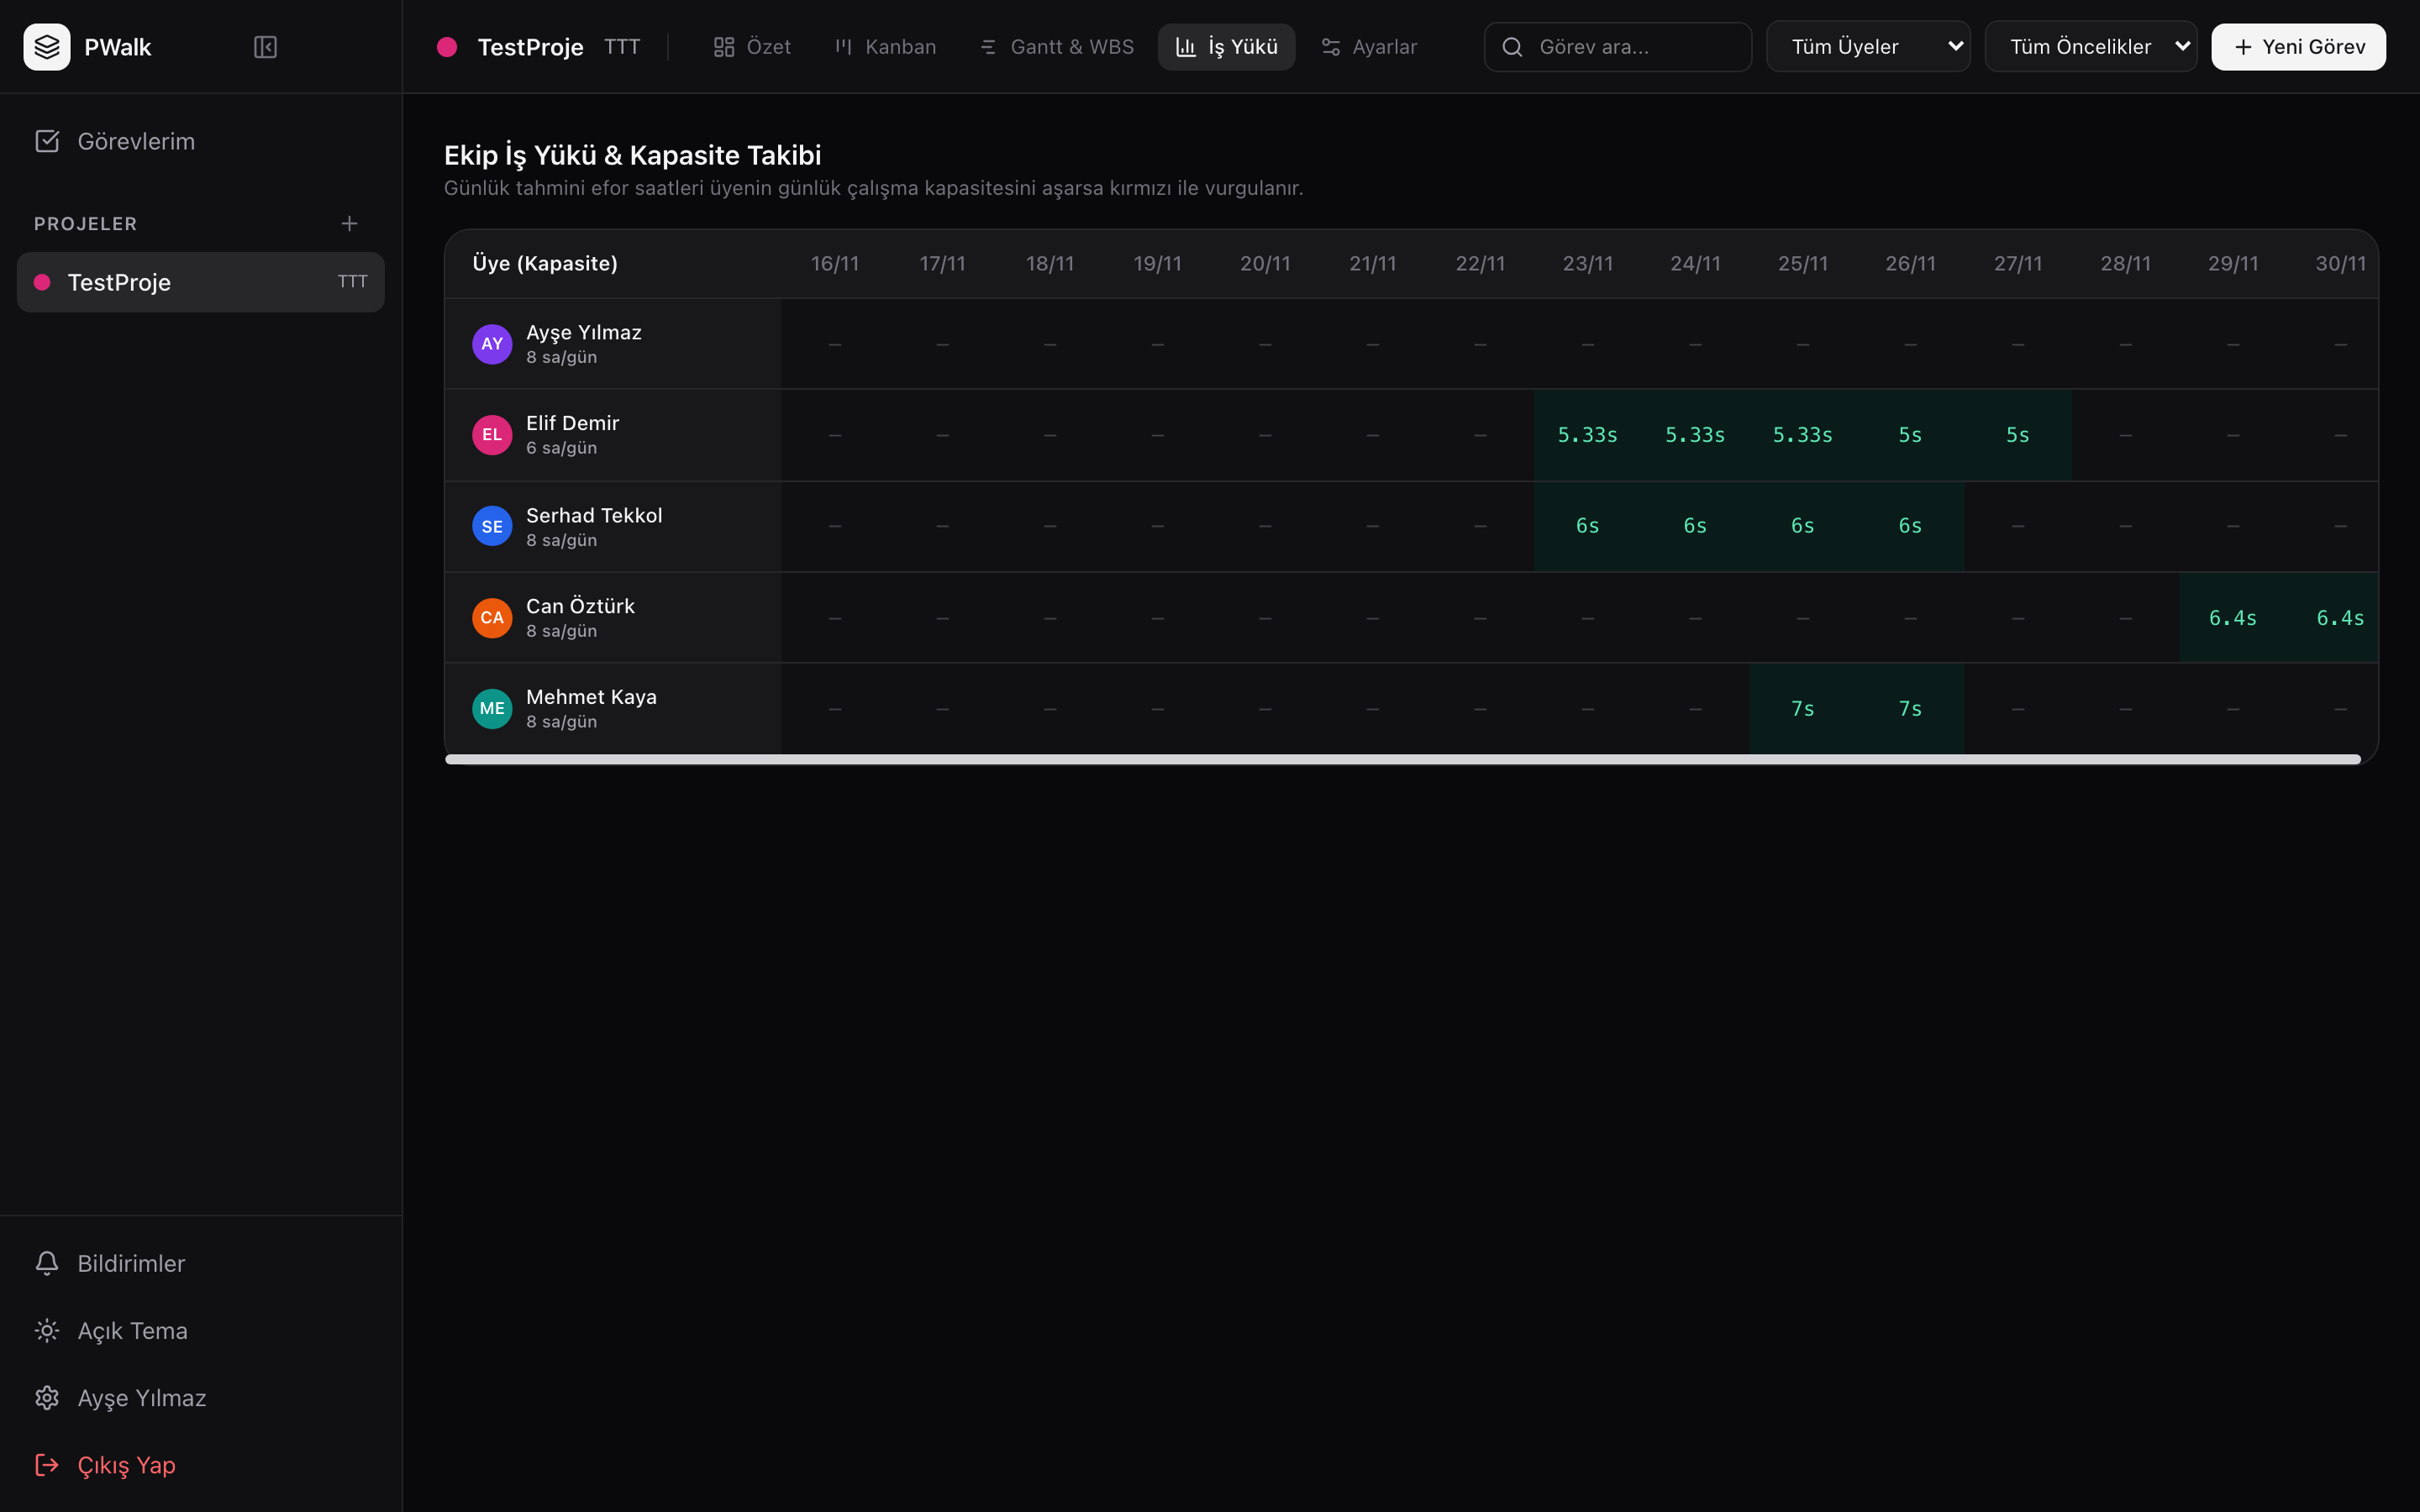 PWalk
TestProje TTT
Özet
Kanban
Gantt & WBS
İş Yükü
Ayarlar
Görev ara...
Tüm Üyeler
Tüm Öncelikler
+ Yeni Görev
Görevlerim
PROJELER +
TestProje TTT
Ekip İş Yükü & Kapasite Takibi
Günlük tahmini efor saatleri üyenin günlük çalışma kapasitesini aşarsa kırmızı ile vurgulanır.
Üye (Kapasite) 16/11 17/11 18/11 19/11 20/11 21/11 22/11 23/11 24/11 25/11 26/11 27/11 28/11 29/11 30/11
AY Ayşe Yılmaz
8 sa/gün – – – – – – – – – – – – – – –
EL Elif Demir
6 sa/gün – – – – – – – 5.33s 5.33s 5.33s 5s 5s – – –
SE Serhad Tekkol
8 sa/gün – – – – – – – 6s 6s 6s 6s – – – –
CA Can Öztürk
8 sa/gün – – – – – – – – – – – – – 6.4s 6.4s
ME Mehmet Kaya
8 sa/gün – – – – – – – – – 7s 7s – – – –
Bildirimler
Açık Tema
Ayşe Yılmaz
Çıkış Yap